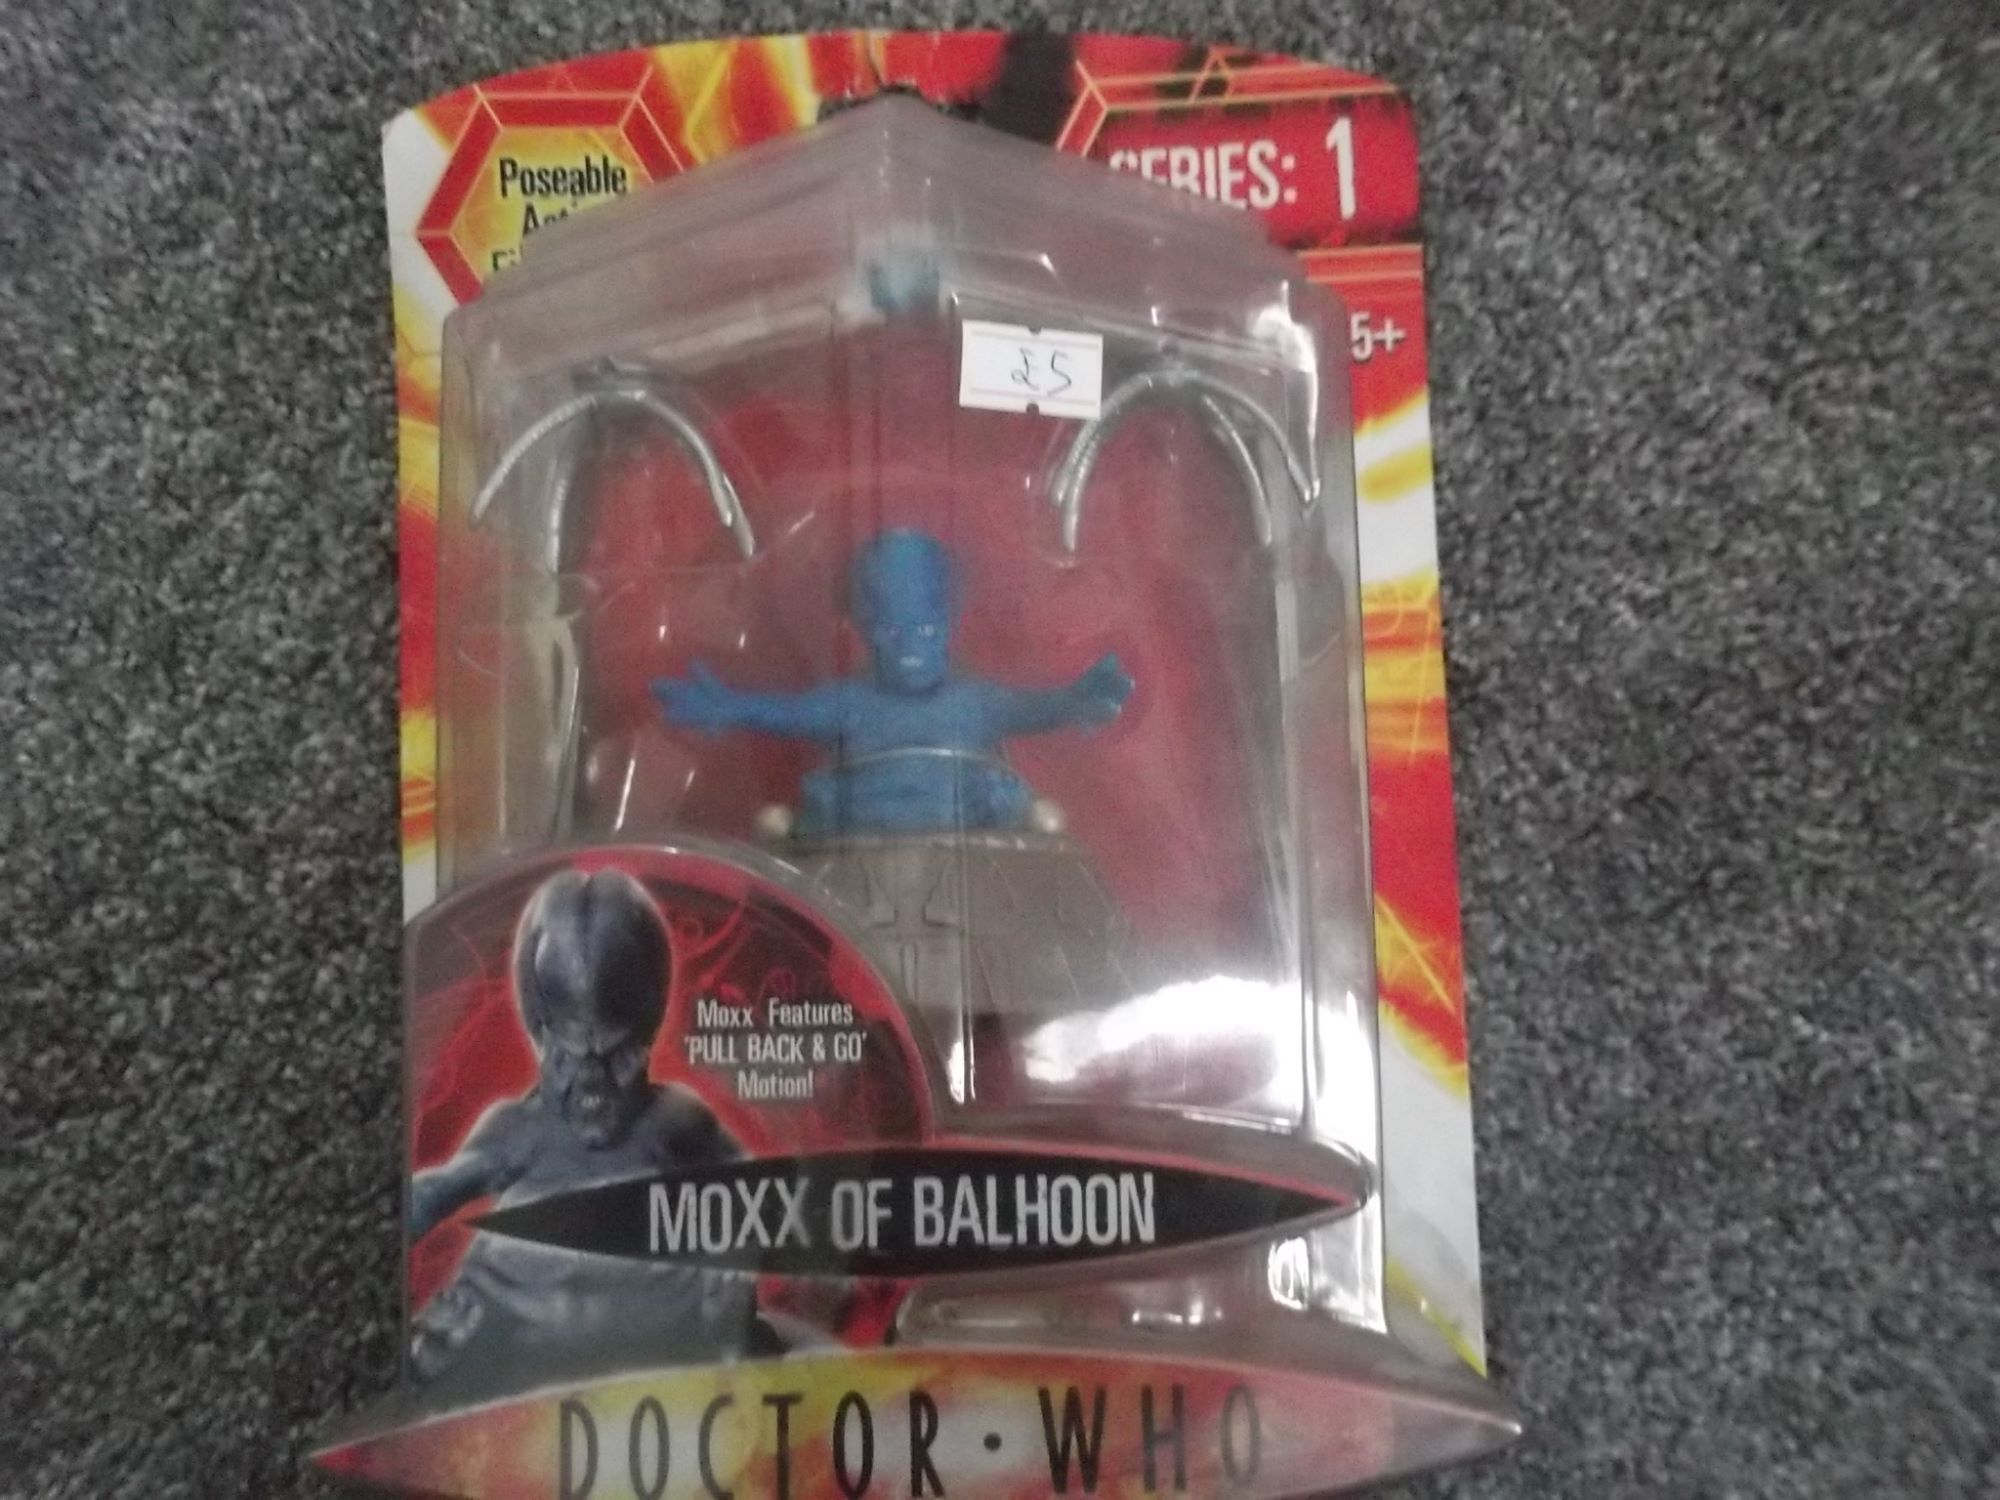 Poseable
SERIES: 1
5+
£5
Moxx Features
'PULL BACK & GO'
Motion!
MOXX OF BALHOON
DOCTOR · WHO